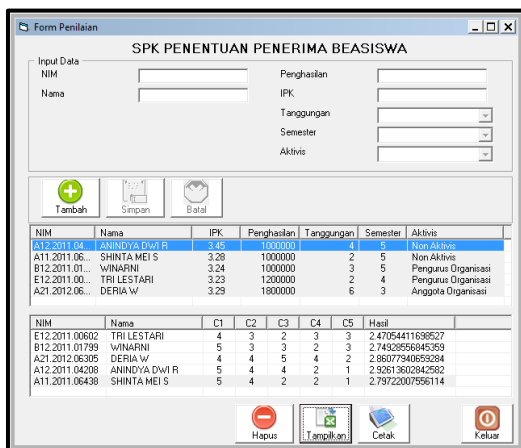 Form Penilaian
SPK PENENTUAN PENERIMA BEASISWA
Input Data
NIM Penghasilan
Nama IPK
Tanggungan
Semester
Aktivis
Tambah Simpan Batal
NIM Nama IPK Penghasilan Tanggungan Semester Aktivis
A12.2011.04... ANINDYA DWI R 3.45 1000000 4 5 Non Aktivis
A11.2011.06... SHINTA MEI S 3.28 1000000 2 5 Non Aktivis
B12.2011.01... WINARNI 3.24 1000000 3 5 Pengurus Organisasi
E12.2011.00... TRI LESTARI 3.23 1200000 2 4 Pengurus Organisasi
A21.2012.06... DERIA W 3.29 1800000 6 3 Anggota Organisasi
NIM Nama C1 C2 C3 C4 C5 Hasil
E12.2011.00602 TRI LESTARI 4 3 2 3 3 2.47054411698527
B12.2011.01799 WINARNI 5 3 3 2 3 2.74928556845359
A21.2012.06305 DERIA W 4 4 5 4 2 2.86077940659284
A12.2011.04208 ANINDYA DWI R 5 4 4 2 1 2.92613602842582
A11.2011.06438 SHINTA MEI S 5 4 2 2 1 2.79722007556114
Hapus Tampilkan Cetak Keluar